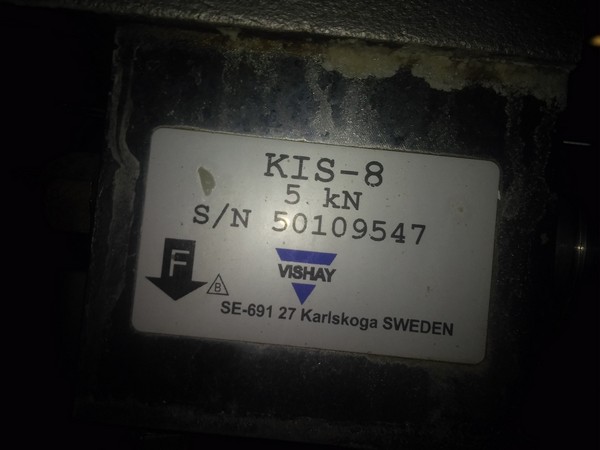 KIS-8
5 kN
S/N 50109547
F
B
VISHAY
SE-691 27 Karlskoga SWEDEN